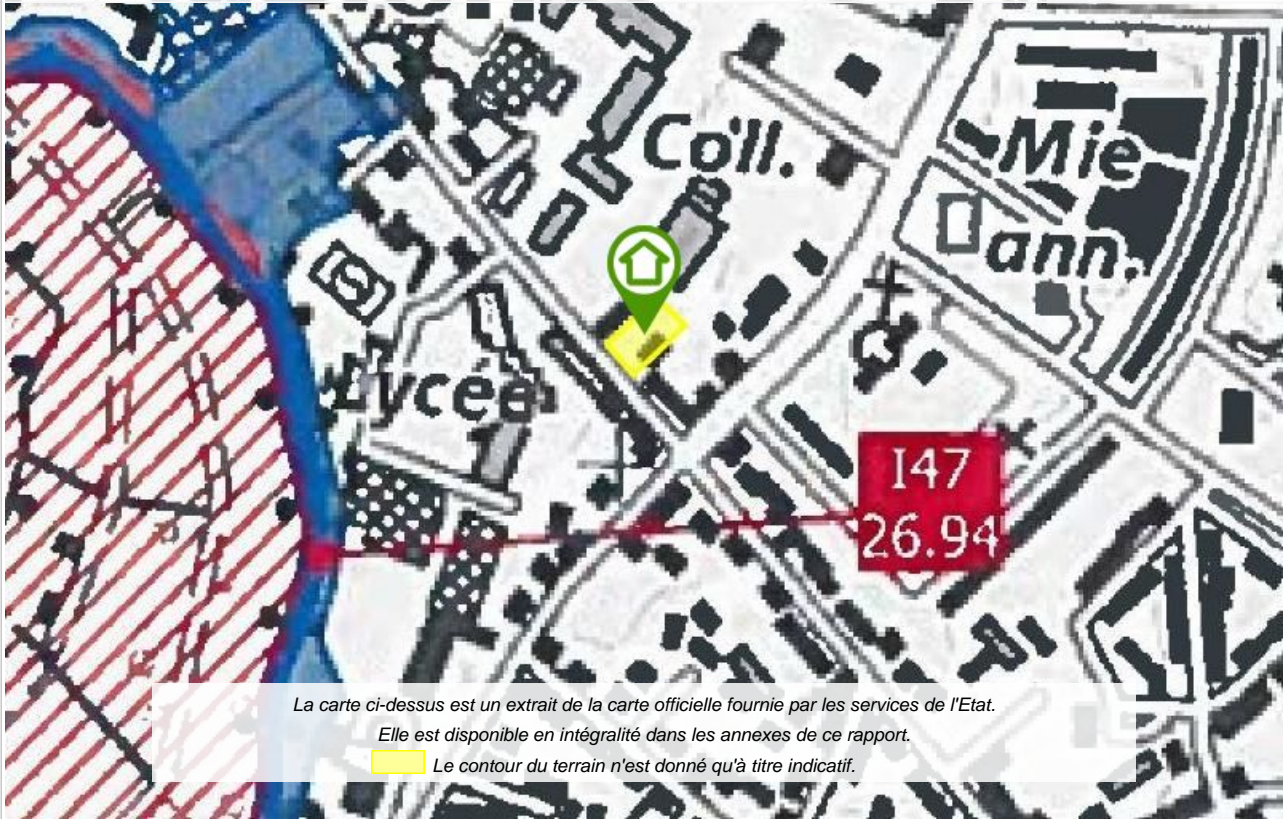 Coll.
Mie
ann.
Lycée
I47
26.94
La carte ci-dessus est un extrait de la carte officielle fournie par les services de l'Etat.
Elle est disponible en intégralité dans les annexes de ce rapport.
Le contour du terrain n'est donné qu'à titre indicatif.